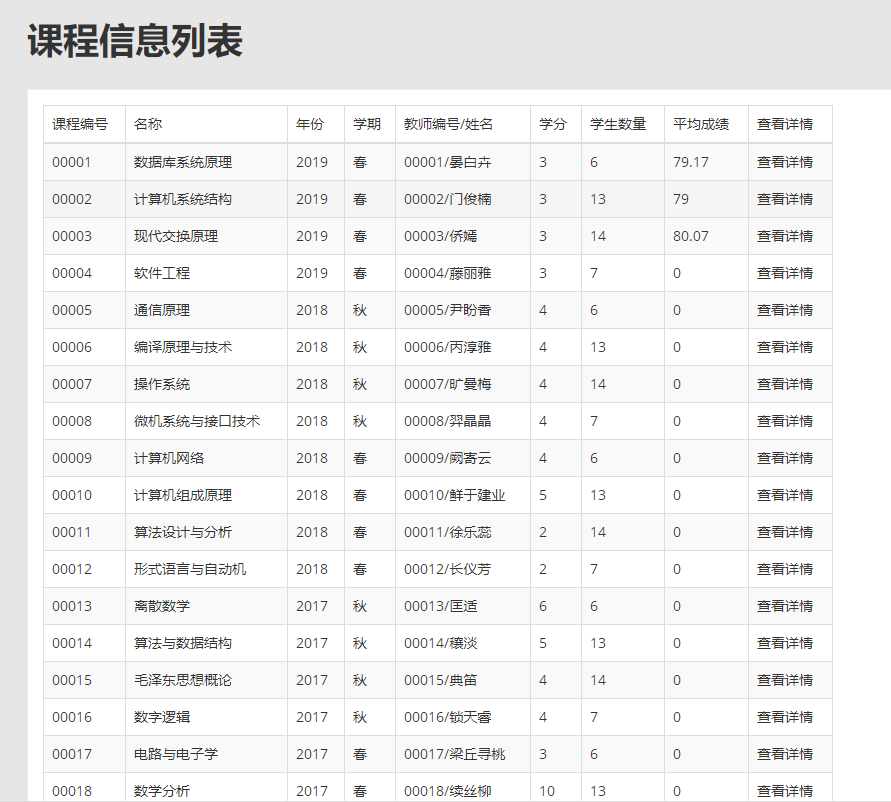 课程信息列表
课程编号 名称 年份 学期 教师编号/姓名 学分 学生数量 平均成绩 查看详情
00001 数据库系统原理 2019 春 00001/晏白卉 3 6 79.17 查看详情
00002 计算机系统结构 2019 春 00002/门俊楠 3 13 79 查看详情
00003 现代交换原理 2019 春 00003/侨嫣 3 14 80.07 查看详情
00004 软件工程 2019 春 00004/藤丽雅 3 7 0 查看详情
00005 通信原理 2018 秋 00005/尹盼香 4 6 0 查看详情
00006 编译原理与技术 2018 秋 00006/丙淳雅 4 13 0 查看详情
00007 操作系统 2018 秋 00007/旷曼梅 4 14 0 查看详情
00008 微机系统与接口技术 2018 秋 00008/羿晶晶 4 7 0 查看详情
00009 计算机网络 2018 春 00009/阙寄云 4 6 0 查看详情
00010 计算机组成原理 2018 春 00010/鲜于建业 5 13 0 查看详情
00011 算法设计与分析 2018 春 00011/徐乐蕊 2 14 0 查看详情
00012 形式语言与自动机 2018 春 00012/长仪芳 2 7 0 查看详情
00013 离散数学 2017 秋 00013/匡适 6 6 0 查看详情
00014 算法与数据结构 2017 秋 00014/穰淡 5 13 0 查看详情
00015 毛泽东思想概论 2017 秋 00015/典笛 4 14 0 查看详情
00016 数字逻辑 2017 秋 00016/锁天睿 4 7 0 查看详情
00017 电路与电子学 2017 春 00017/梁丘寻桃 3 6 0 查看详情
00018 数学分析 2017 春 00018/续丝柳 10 13 0 查看详情